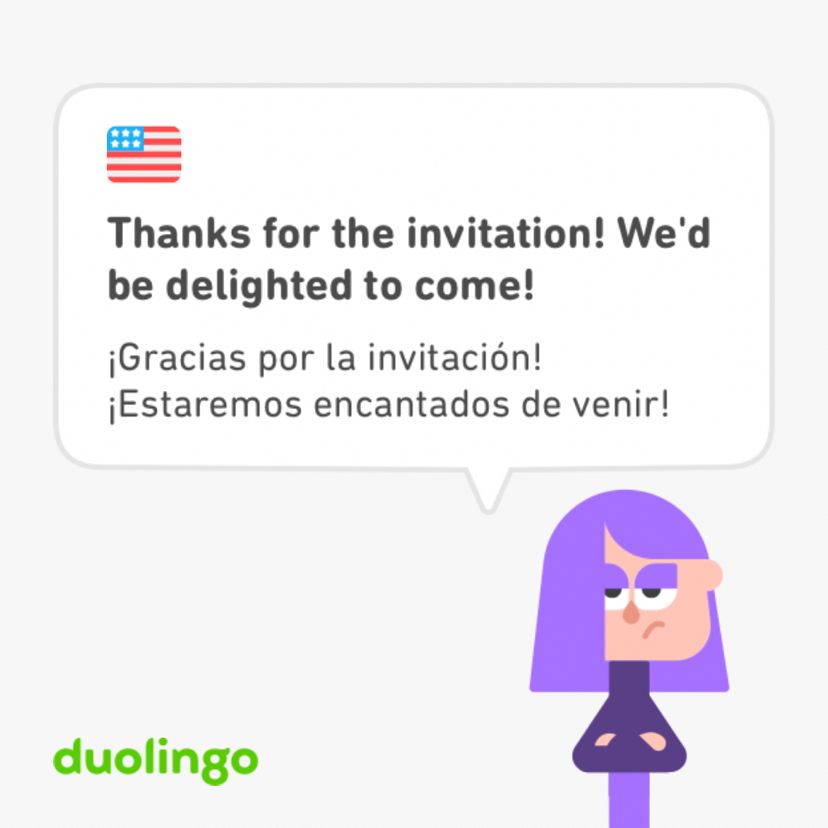 Thanks for the invitation! We'd
be delighted to come!
¡Gracias por la invitación!
¡Estaremos encantados de venir!
duolingo